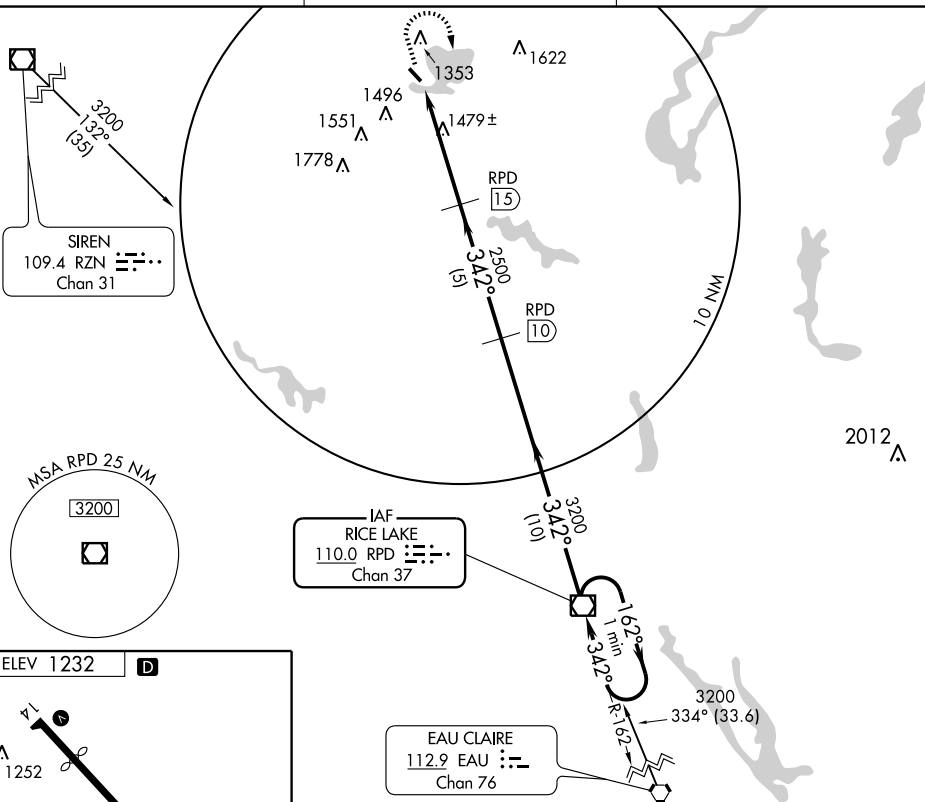 1353
1622
1496
1551
1479±
1778
3200
132°
(35)
SIREN
109.4 RZN
Chan 31
RPD
15
2500
342°
(5)
RPD
10
10 NM
2012
MSA RPD 25 NM
3200
3200
342°
(10)
IAF
RICE LAKE
110.0 RPD
Chan 37
162°
1 min
342°
R-162
3200
334° (33.6)
EAU CLAIRE
112.9 EAU
Chan 76
ELEV 1232
D
14
V
1252